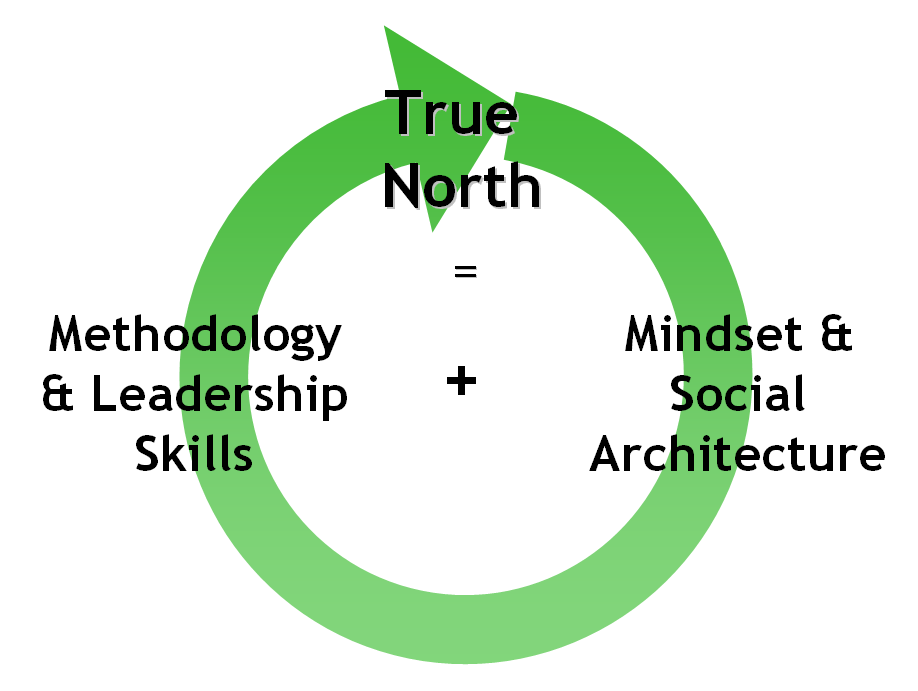 True
North
=
Methodology
& Leadership
Skills
+
Mindset &
Social
Architecture